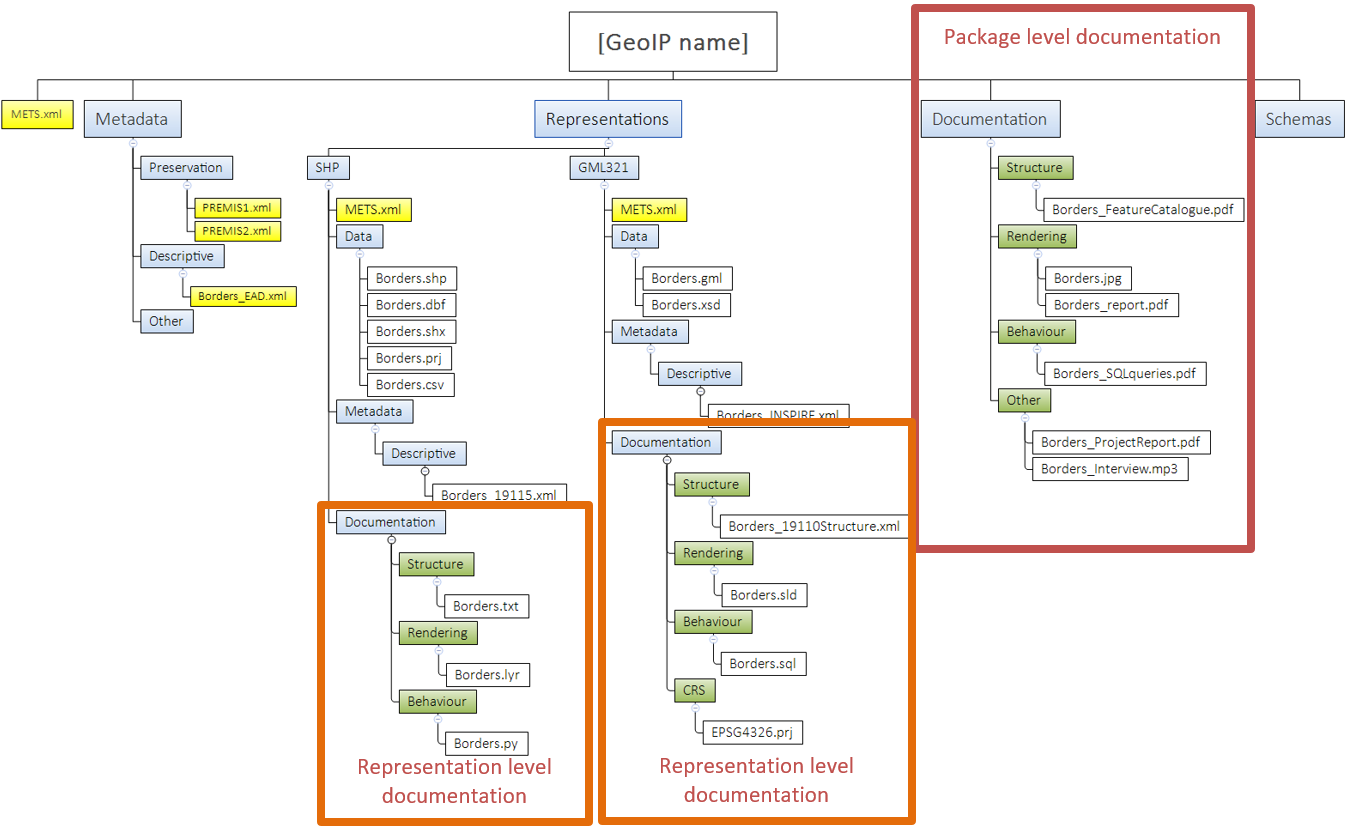 [GeoIP name]
Package level documentation
METS.xml
Metadata
Preservation
PREMIS1.xml
PREMIS2.xml
Descriptive
Borders_EAD.xml
Other
Representations
SHP
METS.xml
Data
Borders.shp
Borders.dbf
Borders.shx
Borders.prj
Borders.csv
Metadata
Descriptive
Borders_19115.xml
Documentation
Structure
Borders.txt
Rendering
Borders.lyr
Behaviour
Borders.py
Representation level
documentation
GML321
METS.xml
Data
Borders.gml
Borders.xsd
Metadata
Descriptive
Borders_INSPIRE.xml
Documentation
Structure
Borders_19110Structure.xml
Rendering
Borders.sld
Behaviour
Borders.sql
CRS
EPSG4326.prj
Representation level
documentation
Documentation
Structure
Borders_FeatureCatalogue.pdf
Rendering
Borders.jpg
Borders_report.pdf
Behaviour
Borders_SQLqueries.pdf
Other
Borders_ProjectReport.pdf
Borders_Interview.mp3
Schemas